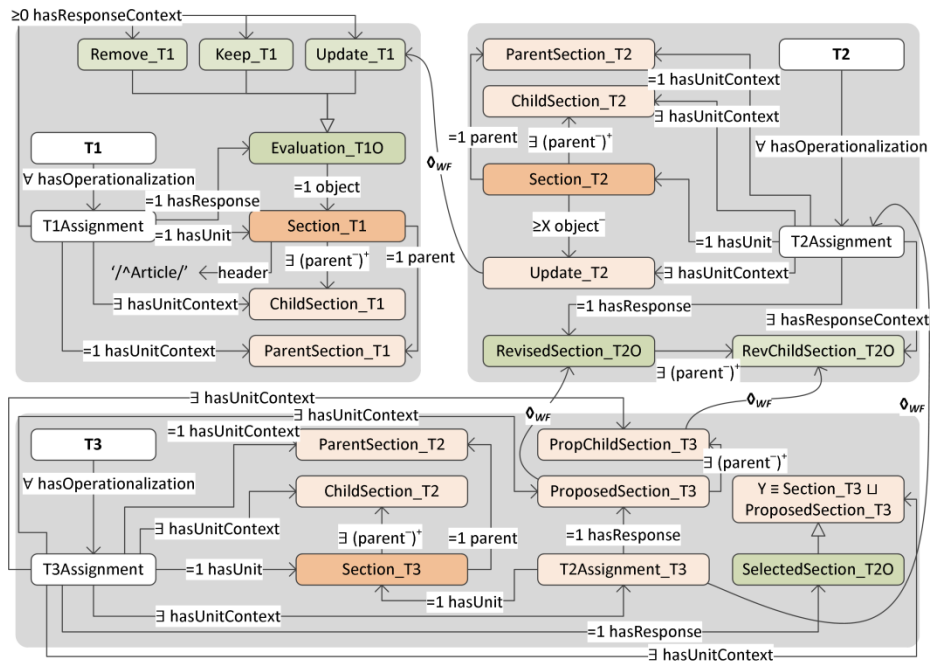 ≥0 hasResponseContext
Remove_T1
Keep_T1
Update_T1
T1
Evaluation_T1O
∀ hasOperationalization
=1 hasResponse
=1 object
T1Assignment
=1 hasUnit
Section_T1
‘/^Article/’
header
∃ (parent⁻)⁺
=1 parent
∃ hasUnitContext
ChildSection_T1
=1 hasUnitContext
ParentSection_T1
◊WF
ParentSection_T2
T2
=1 hasUnitContext
ChildSection_T2
∃ hasUnitContext
=1 parent
∃ (parent⁻)⁺
∀ hasOperationalization
Section_T2
≥X object⁻
=1 hasUnit
T2Assignment
Update_T2
∃ hasUnitContext
=1 hasResponse
∃ hasResponseContext
RevisedSection_T2O
RevChildSection_T2O
∃ (parent⁻)⁺
◊WF
◊WF
◊WF
∃ hasUnitContext
∃ hasUnitContext
=1 hasUnitContext
T3
ParentSection_T2
PropChildSection_T3
∃ (parent⁻)⁺
∀ hasOperationalization
ChildSection_T2
ProposedSection_T3
Y ≡ Section_T3 ⊔
ProposedSection_T3
∃ hasUnitContext
∃ (parent⁻)⁺
=1 parent
=1 hasResponse
T3Assignment
=1 hasUnit
Section_T3
T2Assignment_T3
SelectedSection_T2O
=1 hasUnit
∃ hasUnitContext
=1 hasResponse
∃ hasUnitContext